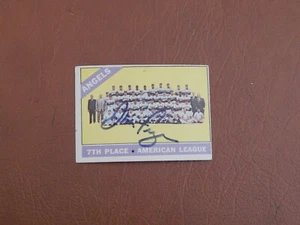 ANGELS
7TH PLACE • AMERICAN LEAGUE